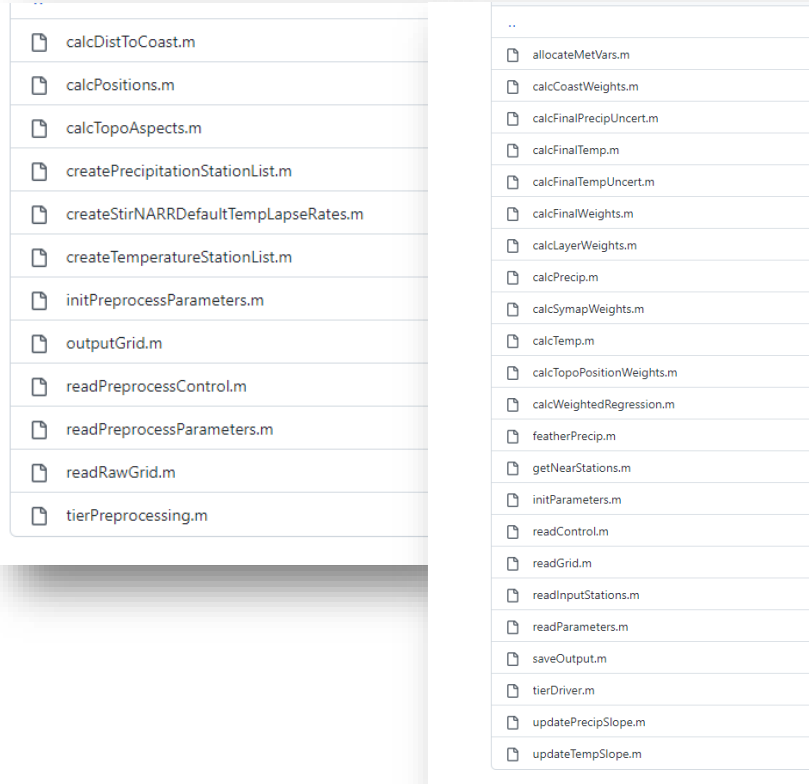 ..
calcDistToCoast.m
calcPositions.m
calcTopoAspects.m
createPrecipitationStationList.m
createStirNARRDefaultTempLapseRates.m
createTemperatureStationList.m
initPreprocessParameters.m
outputGrid.m
readPreprocessControl.m
readPreprocessParameters.m
readRawGrid.m
tierPreprocessing.m
..
allocateMetVars.m
calcCoastWeights.m
calcFinalPrecipUncert.m
calcFinalTemp.m
calcFinalTempUncert.m
calcFinalWeights.m
calcLayerWeights.m
calcPrecip.m
calcSymapWeights.m
calcTemp.m
calcTopoPositionWeights.m
calcWeightedRegression.m
featherPrecip.m
getNearStations.m
initParameters.m
readControl.m
readGrid.m
readInputStations.m
readParameters.m
saveOutput.m
tierDriver.m
updatePrecipSlope.m
updateTempSlope.m